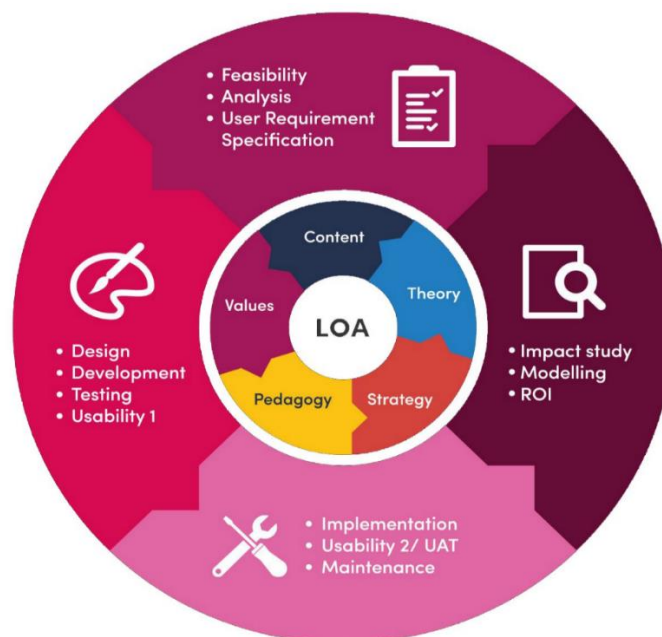 • Feasibility
• Analysis
• User Requirement
Specification
Content
Values
Theory
LOA
Pedagogy
Strategy
• Design
• Development
• Testing
• Usability 1
• Impact study
• Modelling
• ROI
• Implementation
• Usability 2/ UAT
• Maintenance